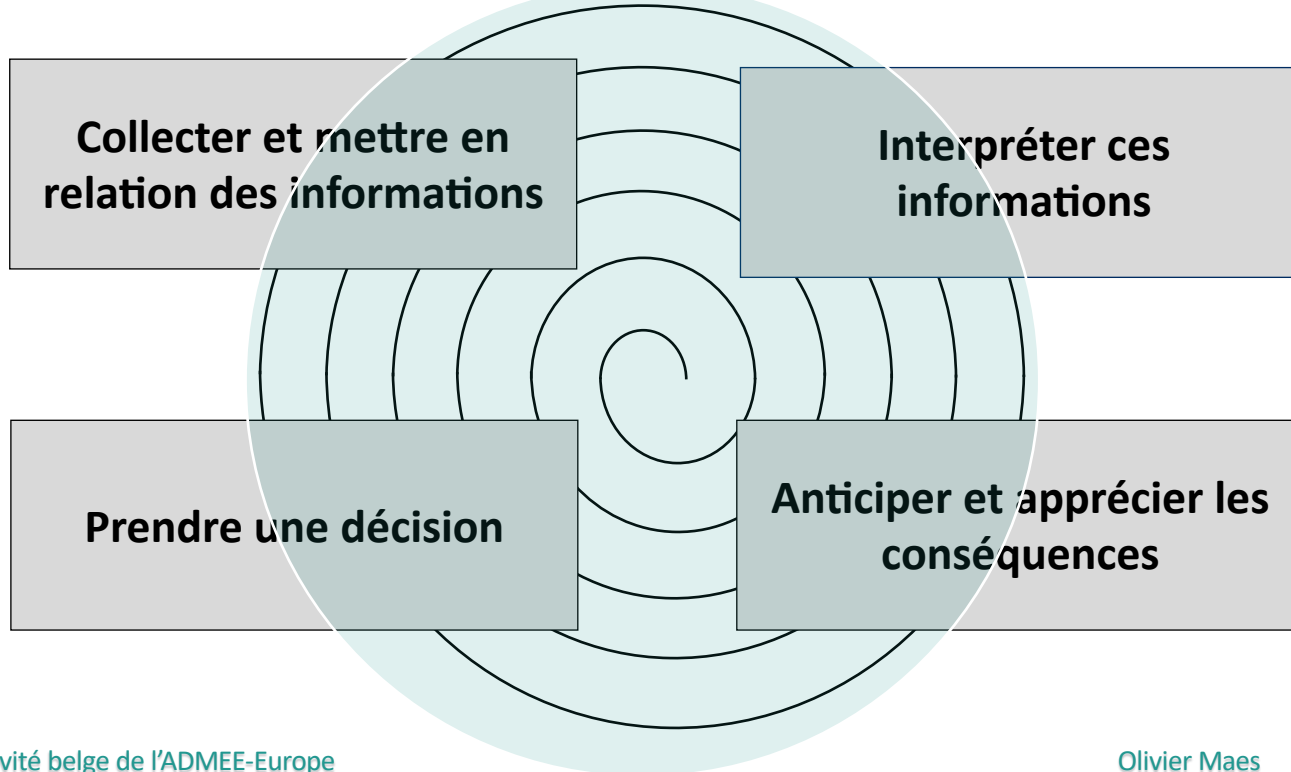 Collecter et mettre en
relation des informations
Interpréter ces
informations
Prendre une décision
Anticiper et apprécier les
conséquences
belge de l'ADMEE-Europe
Olivier Maes